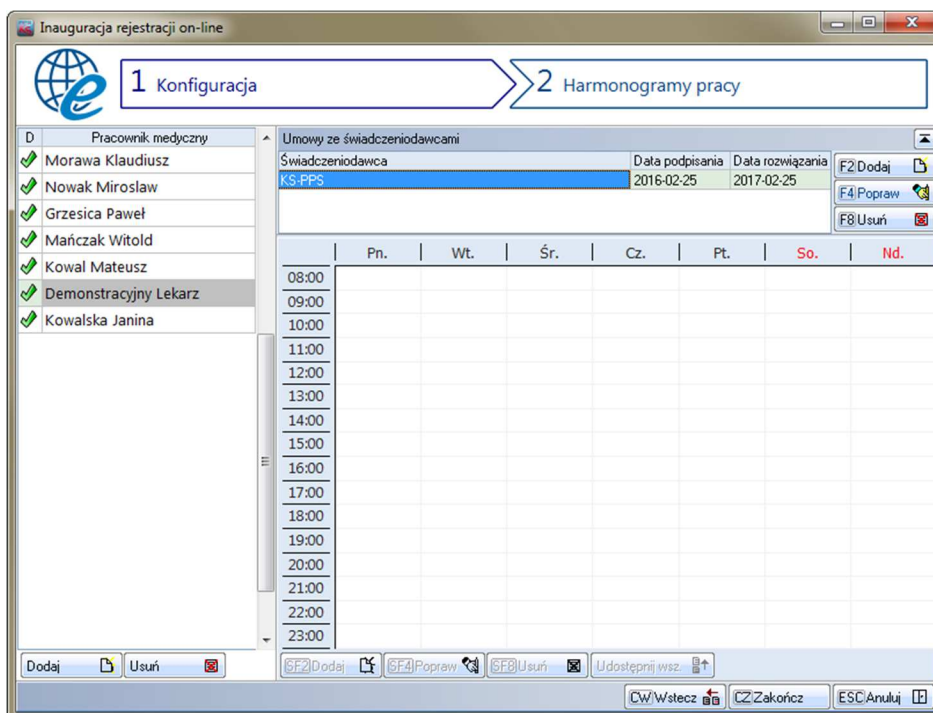 Inauguracja rejestracji on-line
1 Konfiguracja
2 Harmonogramy pracy
D Pracownik medyczny
Morawa Klaudiusz
Nowak Miroslaw
Grzesica Paweł
Mańczak Witold
Kowal Mateusz
Demonstracyjny Lekarz
Kowalska Janina
Dodaj Usuń
Umowy ze świadczeniodawcami
Świadczeniodawca Data podpisania Data rozwiązania
KS-PPS 2016-02-25 2017-02-25
F2 Dodaj
F4 Popraw
F8 Usuń
Pn. Wt. Śr. Cz. Pt. So. Nd.
08:00
09:00
10:00
11:00
12:00
13:00
14:00
15:00
16:00
17:00
18:00
19:00
20:00
21:00
22:00
23:00
SF2 Dodaj SF4 Popraw SF8 Usuń Udostępnij wsz.
CW Wstecz CZ Zakończ ESC Anuluj